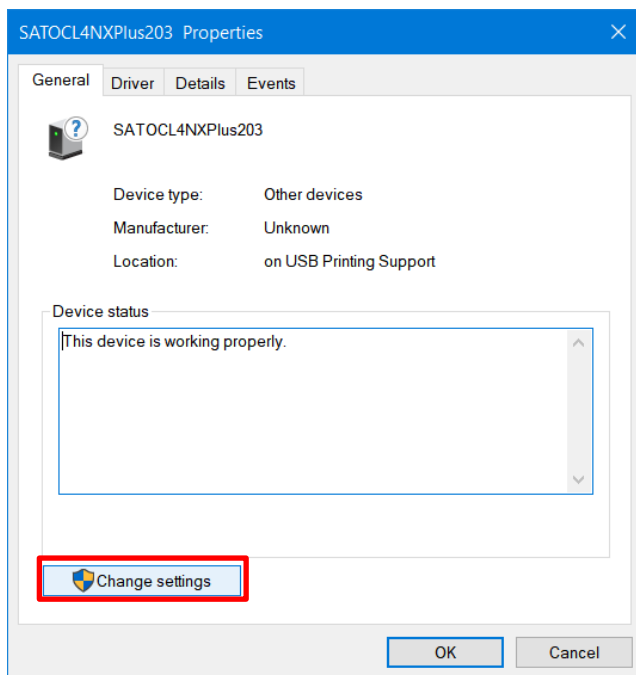 SATOCL4NXPlus203 Properties
General Driver Details Events
SATOCL4NXPlus203
Device type: Other devices
Manufacturer: Unknown
Location: on USB Printing Support
Device status
This device is working properly.
Change settings
OK Cancel